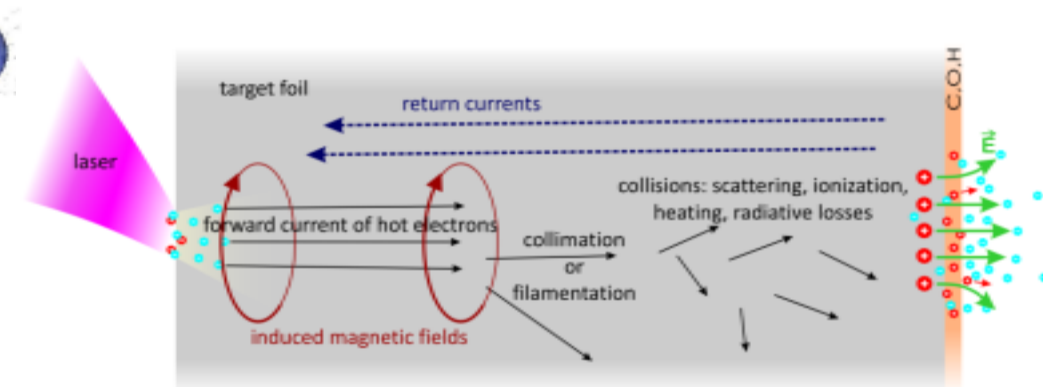 target foil
C.O.H
return currents
laser
E
collisions: scattering, ionization,
heating, radiative losses
forward current of hot electrons
collimation
or
filamentation
induced magnetic fields